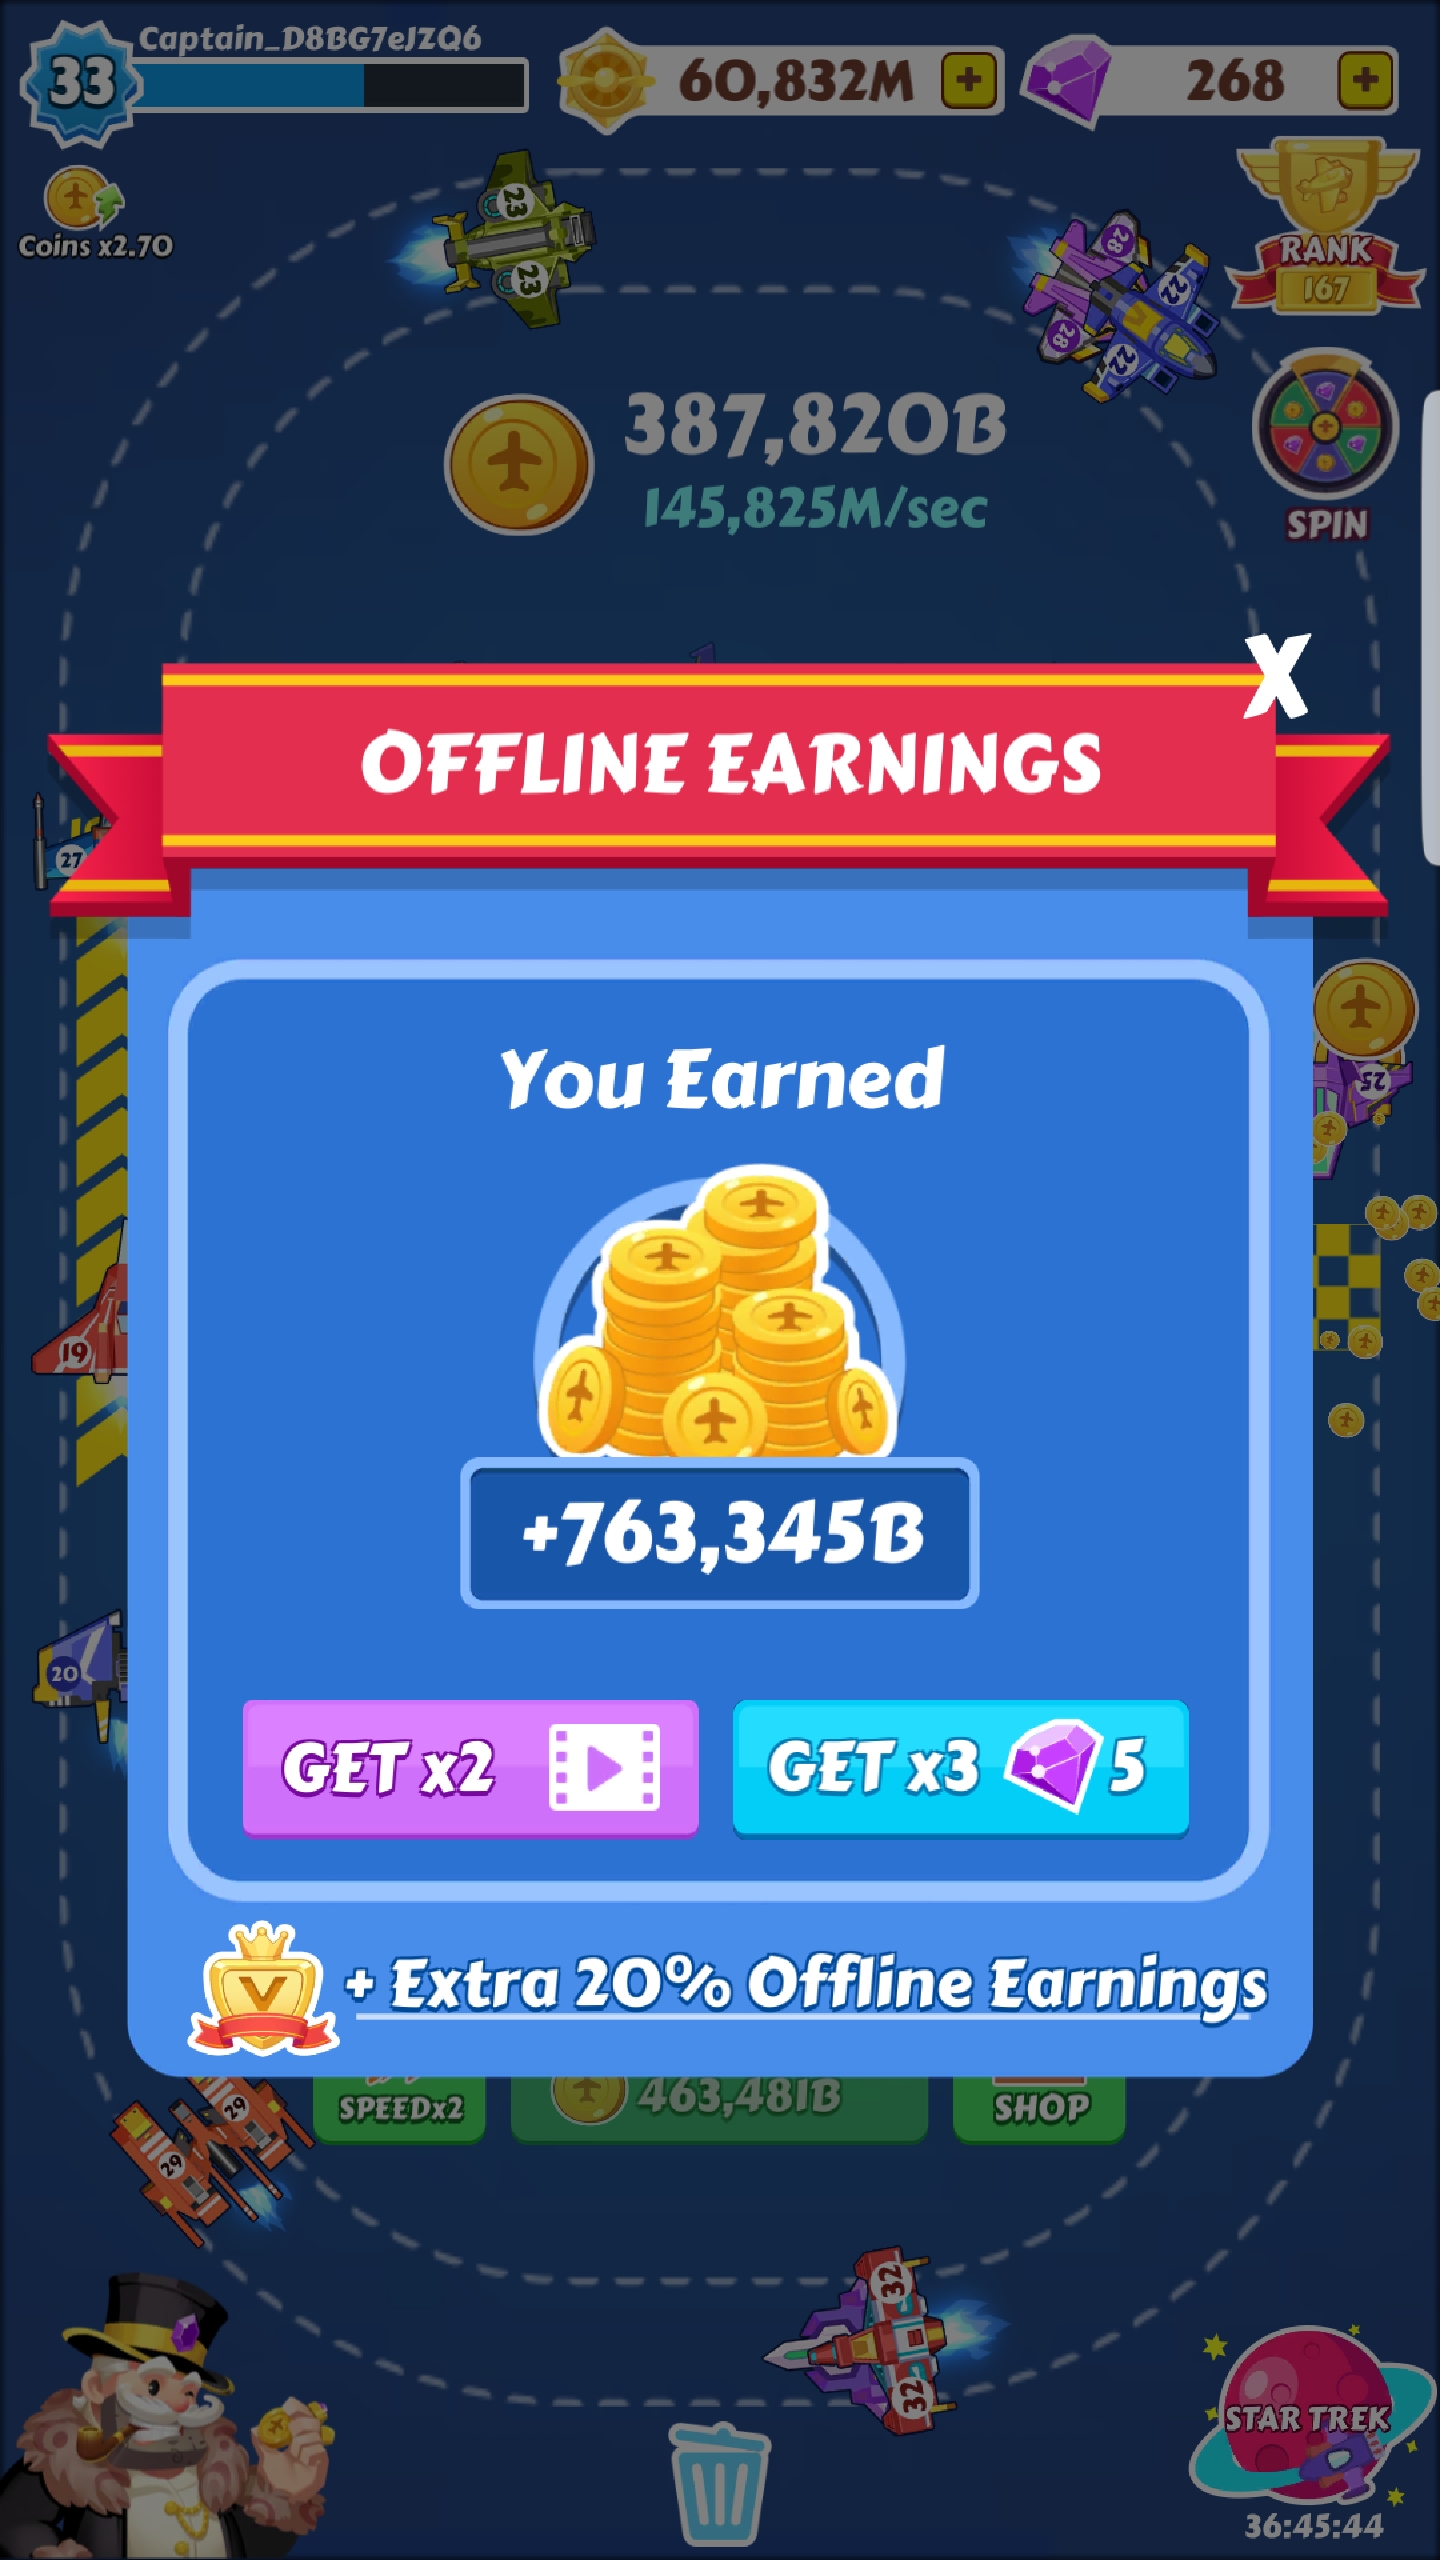 Captain_D8BG7eJZQ6
33
60,832M
268
Coins x2.70
23
23
28
28
22
22
RANK
167
387,820B
145,825M/sec
SPIN
X
OFFLINE EARNINGS
27
You Earned
25
19
+763,345B
20
GET x2
GET x3
5
V
+ Extra 20% Offline Earnings
SPEEDx2
463,481B
SHOP
29
29
32
32
STAR TREK
36:45:44